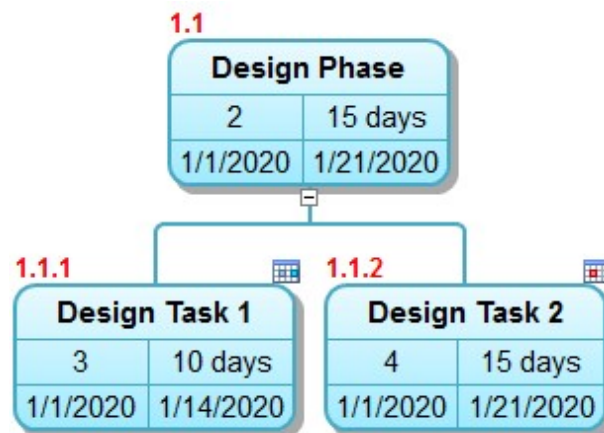 1.1
Design Phase
2 15 days
1/1/2020 1/21/2020
1.1.1 1.1.2
Design Task 1 Design Task 2
3 10 days 4 15 days
1/1/2020 1/14/2020 1/1/2020 1/21/2020